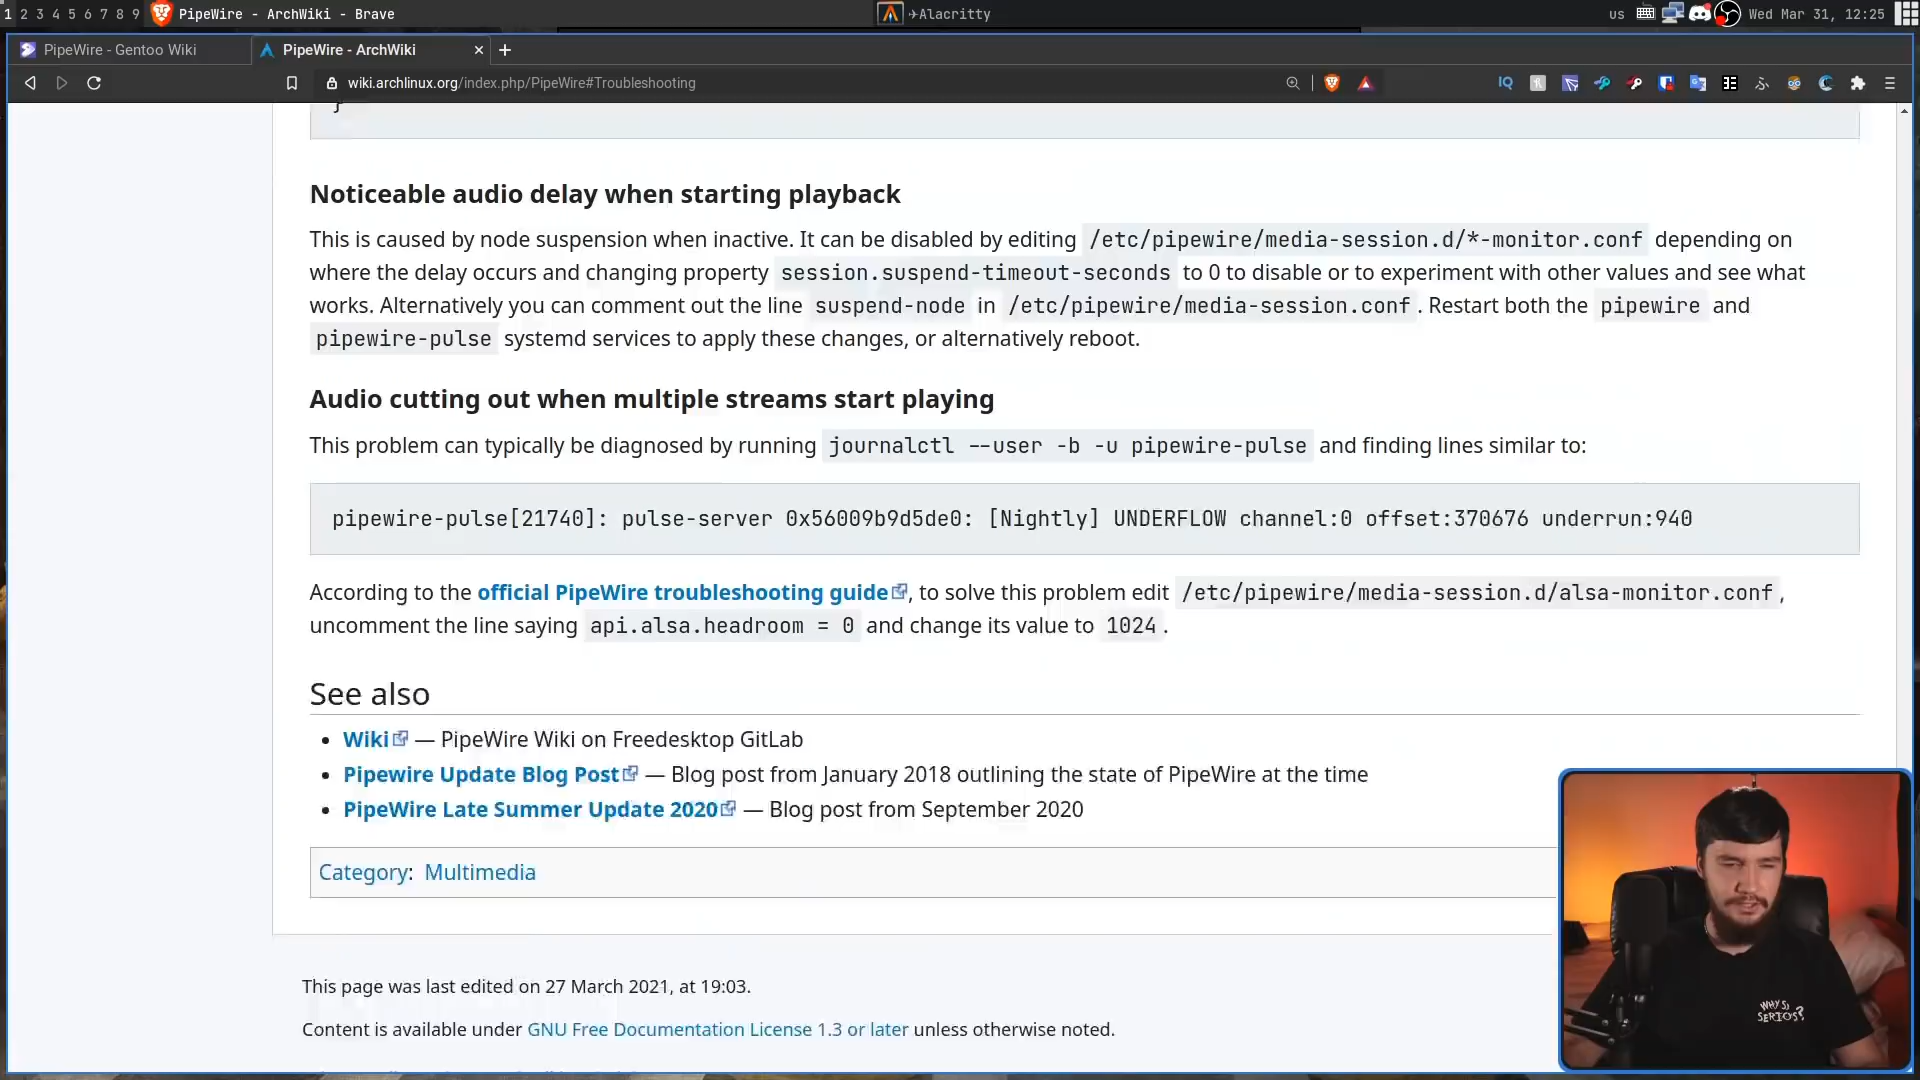 1 2 3 4 5 6 7 8 9 PipeWire - ArchWiki - Brave
✈Alacritty
us Wed Mar 31, 12:25
PipeWire - Gentoo Wiki
PipeWire - ArchWiki
wiki.archlinux.org/index.php/PipeWire#Troubleshooting
IQ
}
Noticeable audio delay when starting playback
This is caused by node suspension when inactive. It can be disabled by editing /etc/pipewire/media-session.d/*-monitor.conf depending on
where the delay occurs and changing property session.suspend-timeout-seconds to 0 to disable or to experiment with other values and see what
works. Alternatively you can comment out the line suspend-node in /etc/pipewire/media-session.conf. Restart both the pipewire and
pipewire-pulse systemd services to apply these changes, or alternatively reboot.
Audio cutting out when multiple streams start playing
This problem can typically be diagnosed by running journalctl --user -b -u pipewire-pulse and finding lines similar to:
pipewire-pulse[21740]: pulse-server 0x56009b9d5de0: [Nightly] UNDERFLOW channel:0 offset:370676 underrun:940
According to the official PipeWire troubleshooting guide, to solve this problem edit /etc/pipewire/media-session.d/alsa-monitor.conf,
uncomment the line saying api.alsa.headroom = 0 and change its value to 1024.
See also
• Wiki — PipeWire Wiki on Freedesktop GitLab
• Pipewire Update Blog Post — Blog post from January 2018 outlining the state of PipeWire at the time
• PipeWire Late Summer Update 2020 — Blog post from September 2020
Category: Multimedia
This page was last edited on 27 March 2021, at 19:03.
Content is available under GNU Free Documentation License 1.3 or later unless otherwise noted.
WHY SO
SERIOS?